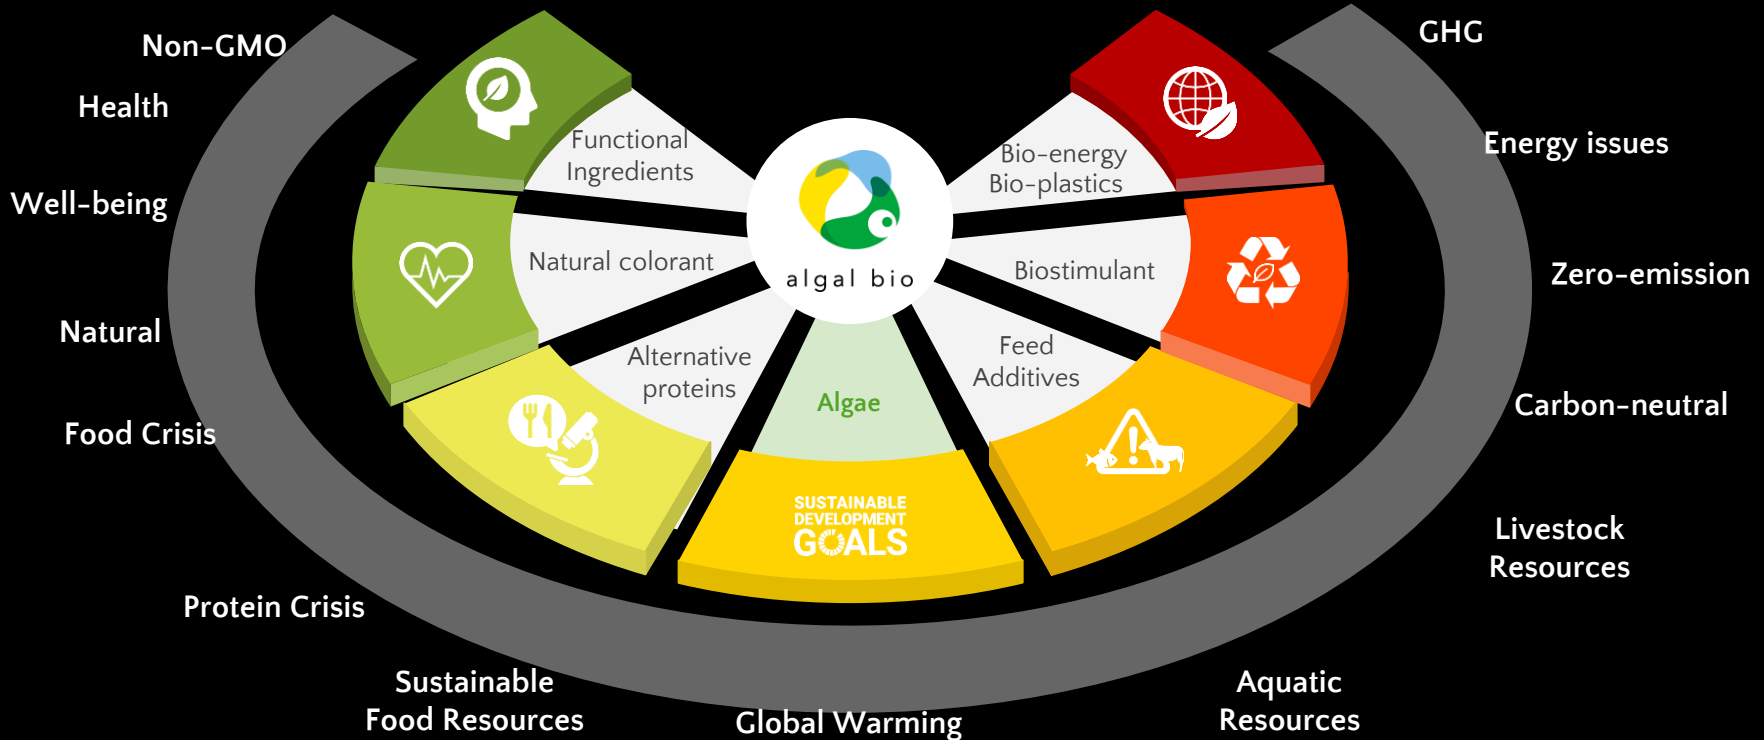 Non-GMO
Health
Well-being
Natural
Food Crisis
Protein Crisis
Sustainable
Food Resources
Global Warming
Aquatic
Resources
Livestock
Resources
Carbon-neutral
Zero-emission
Energy issues
GHG
Functional
Ingredients
Natural colorant
Alternative
proteins
Algae
Feed
Additives
Biostimulant
Bio-energy
Bio-plastics
algal bio
SUSTAINABLE
DEVELOPMENT
GOALS